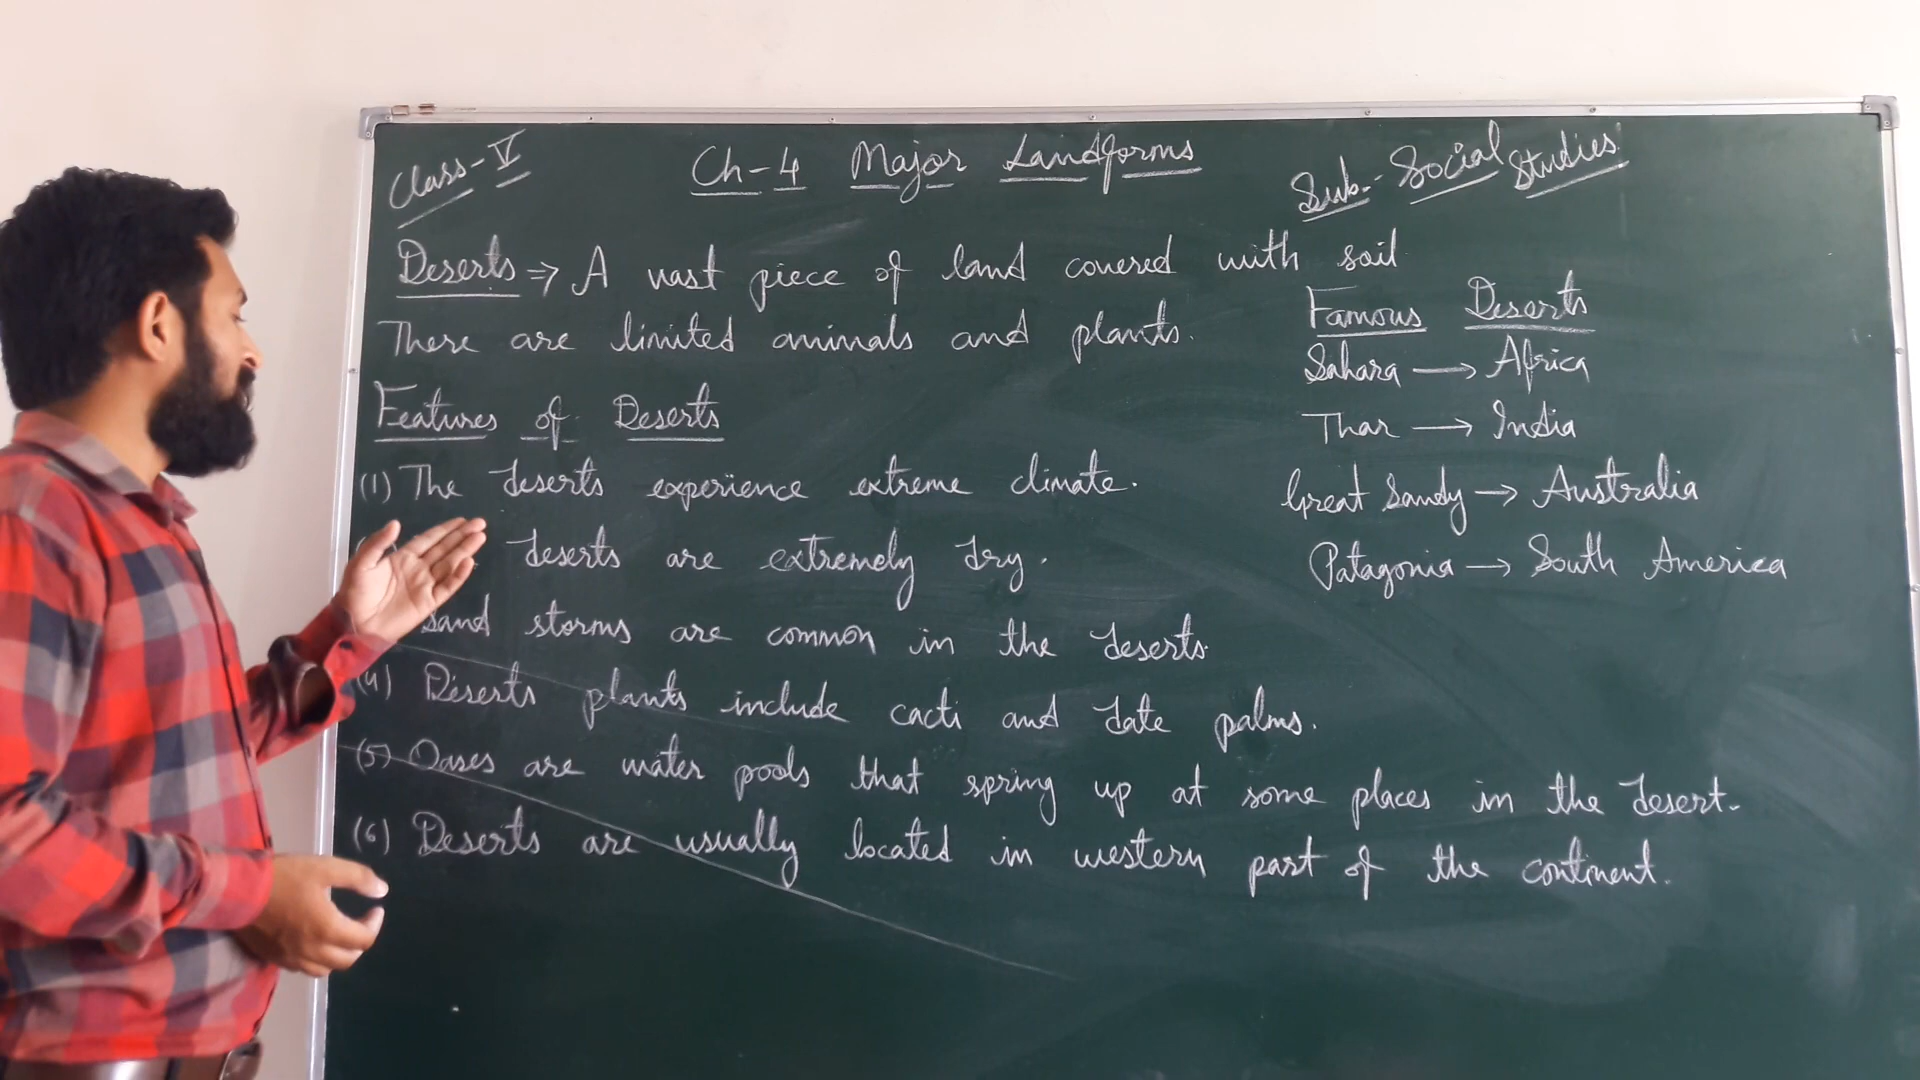 Class-V
Ch-4 Major Landforms
Sub.- Social Studies
Deserts ⇒ A vast piece of land covered with soil
There are limited animals and plants.
Features of Deserts
(1) The deserts experience extreme climate.
deserts are extremely dry.
Sand storms are common in the deserts.
(4) Deserts plants include cacti and date palms.
(5) Oases are water pools that spring up at some places in the desert.
(6) Deserts are usually located in western part of the continent.
Famous Deserts
Sahara → Africa
Thar → India
Great Sandy → Australia
Patagonia → South America